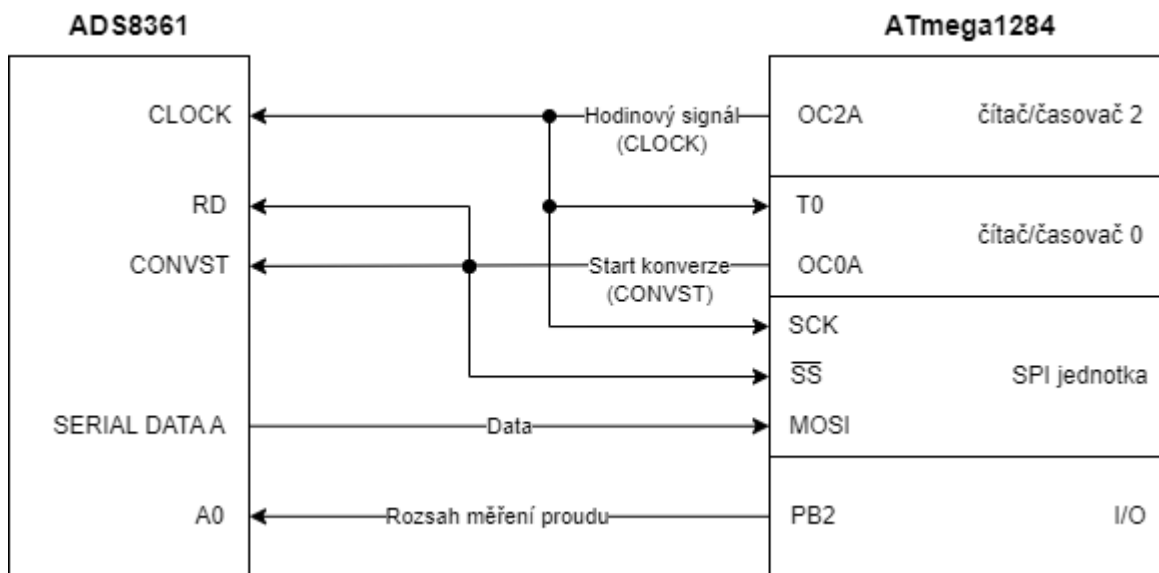 ADS8361 ATmega1284
CLOCK Hodinový signál OC2A čítač/časovač 2
(CLOCK)
RD T0
čítač/časovač 0
CONVST Start konverze OC0A
(CONVST)
SCK
SS SPI jednotka
SERIAL DATA A Data MOSI
A0 Rozsah měření proudu PB2 I/O